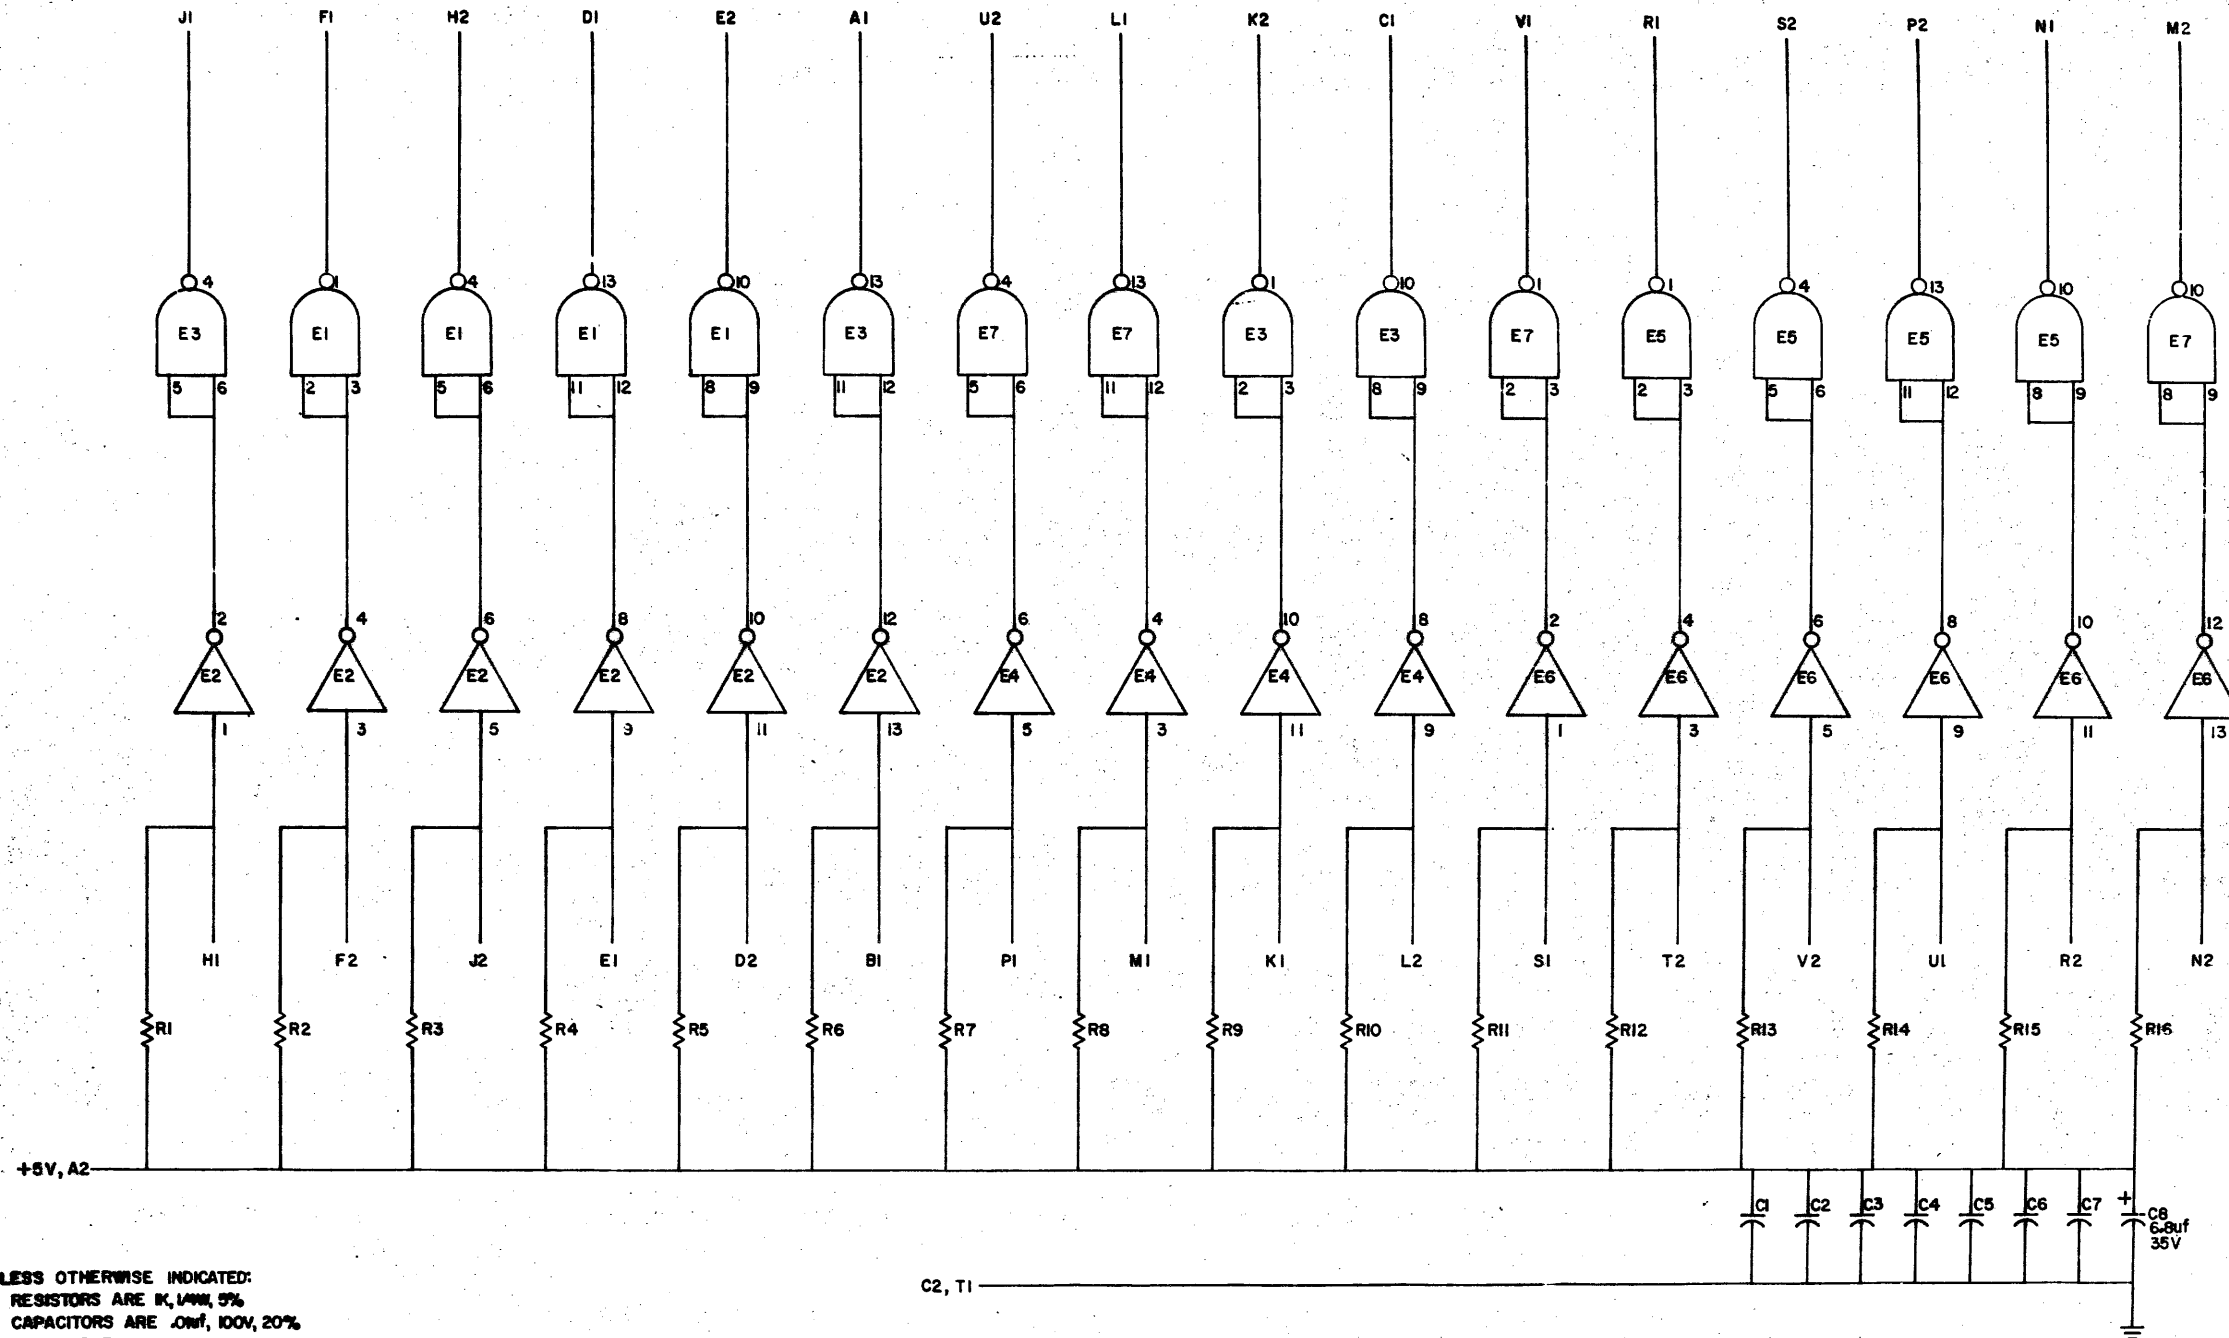 J1 F1 H2 D1 E2 A1 U2 L1 K2 C1 V1 R1 S2 P2 N1 M2
4 1 4 13 10 13 4 13 1 10 1 1 4 13 10 10
E3 E1 E1 E1 E1 E3 E7 E7 E3 E3 E7 E5 E5 E5 E5 E7
5 6 2 3 5 6 11 12 8 9 11 12 5 6 11 12 2 3 8 9 2 3 2 3 5 6 11 12 8 9 8 9
2 4 6 8 10 12 6 4 10 8 2 4 6 8 10 12
E2 E2 E2 E2 E2 E2 E4 E4 E4 E4 E6 E6 E6 E6 E6 E6
1 3 5 9 11 13 5 3 11 9 1 3 5 9 11 13
H1 F2 J2 E1 D2 B1 P1 M1 K1 L2 S1 T2 V2 U1 R2 N2
R1 R2 R3 R4 R5 R6 R7 R8 R9 R10 R11 R12 R13 R14 R15 R16
+5V, A2
C1 C2 C3 C4 C5 C6 C7 + C8
6.8uf
35V
C2, T1
LESS OTHERWISE INDICATED:
RESISTORS ARE 1K, 1/4W, 5%
CAPACITORS ARE .01uf, 100V, 20%